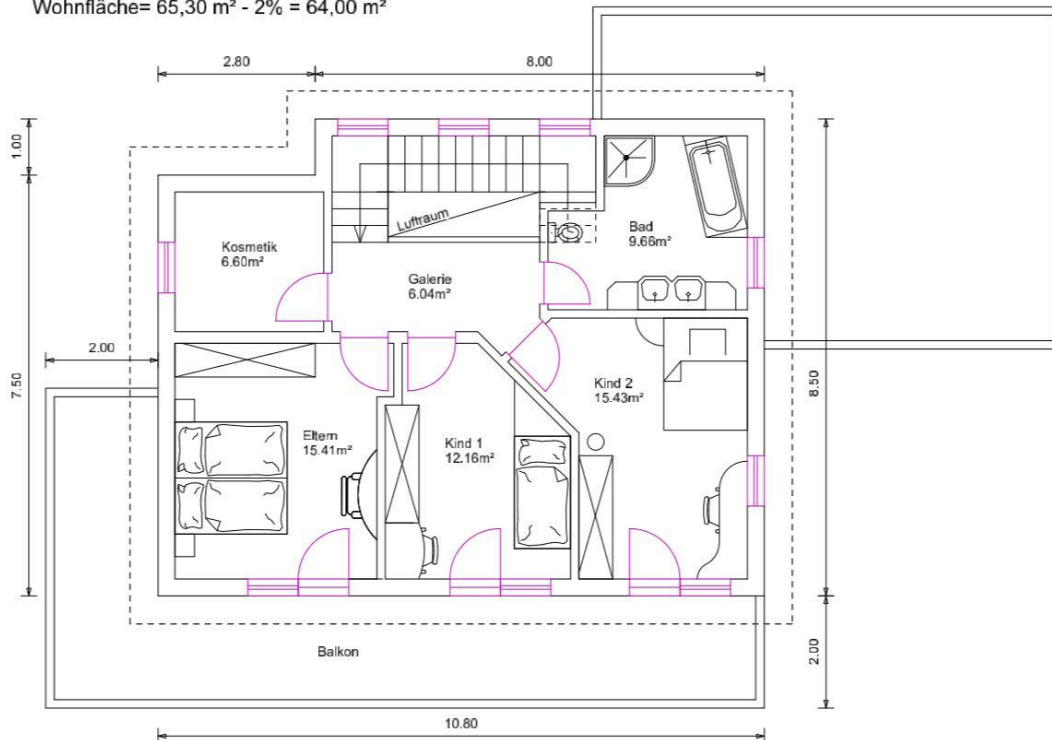 Wohnfläche= 65,30 m² - 2% = 64,00 m²
2.80
8.00
1.00
Luftraum
Kosmetik
6.60m²
Bad
9.66m²
Galerie
6.04m²
2.00
7.50
8.50
Kind 2
15.43m²
Eltern
15.41m²
Kind 1
12.16m²
Balkon
2.00
10.80